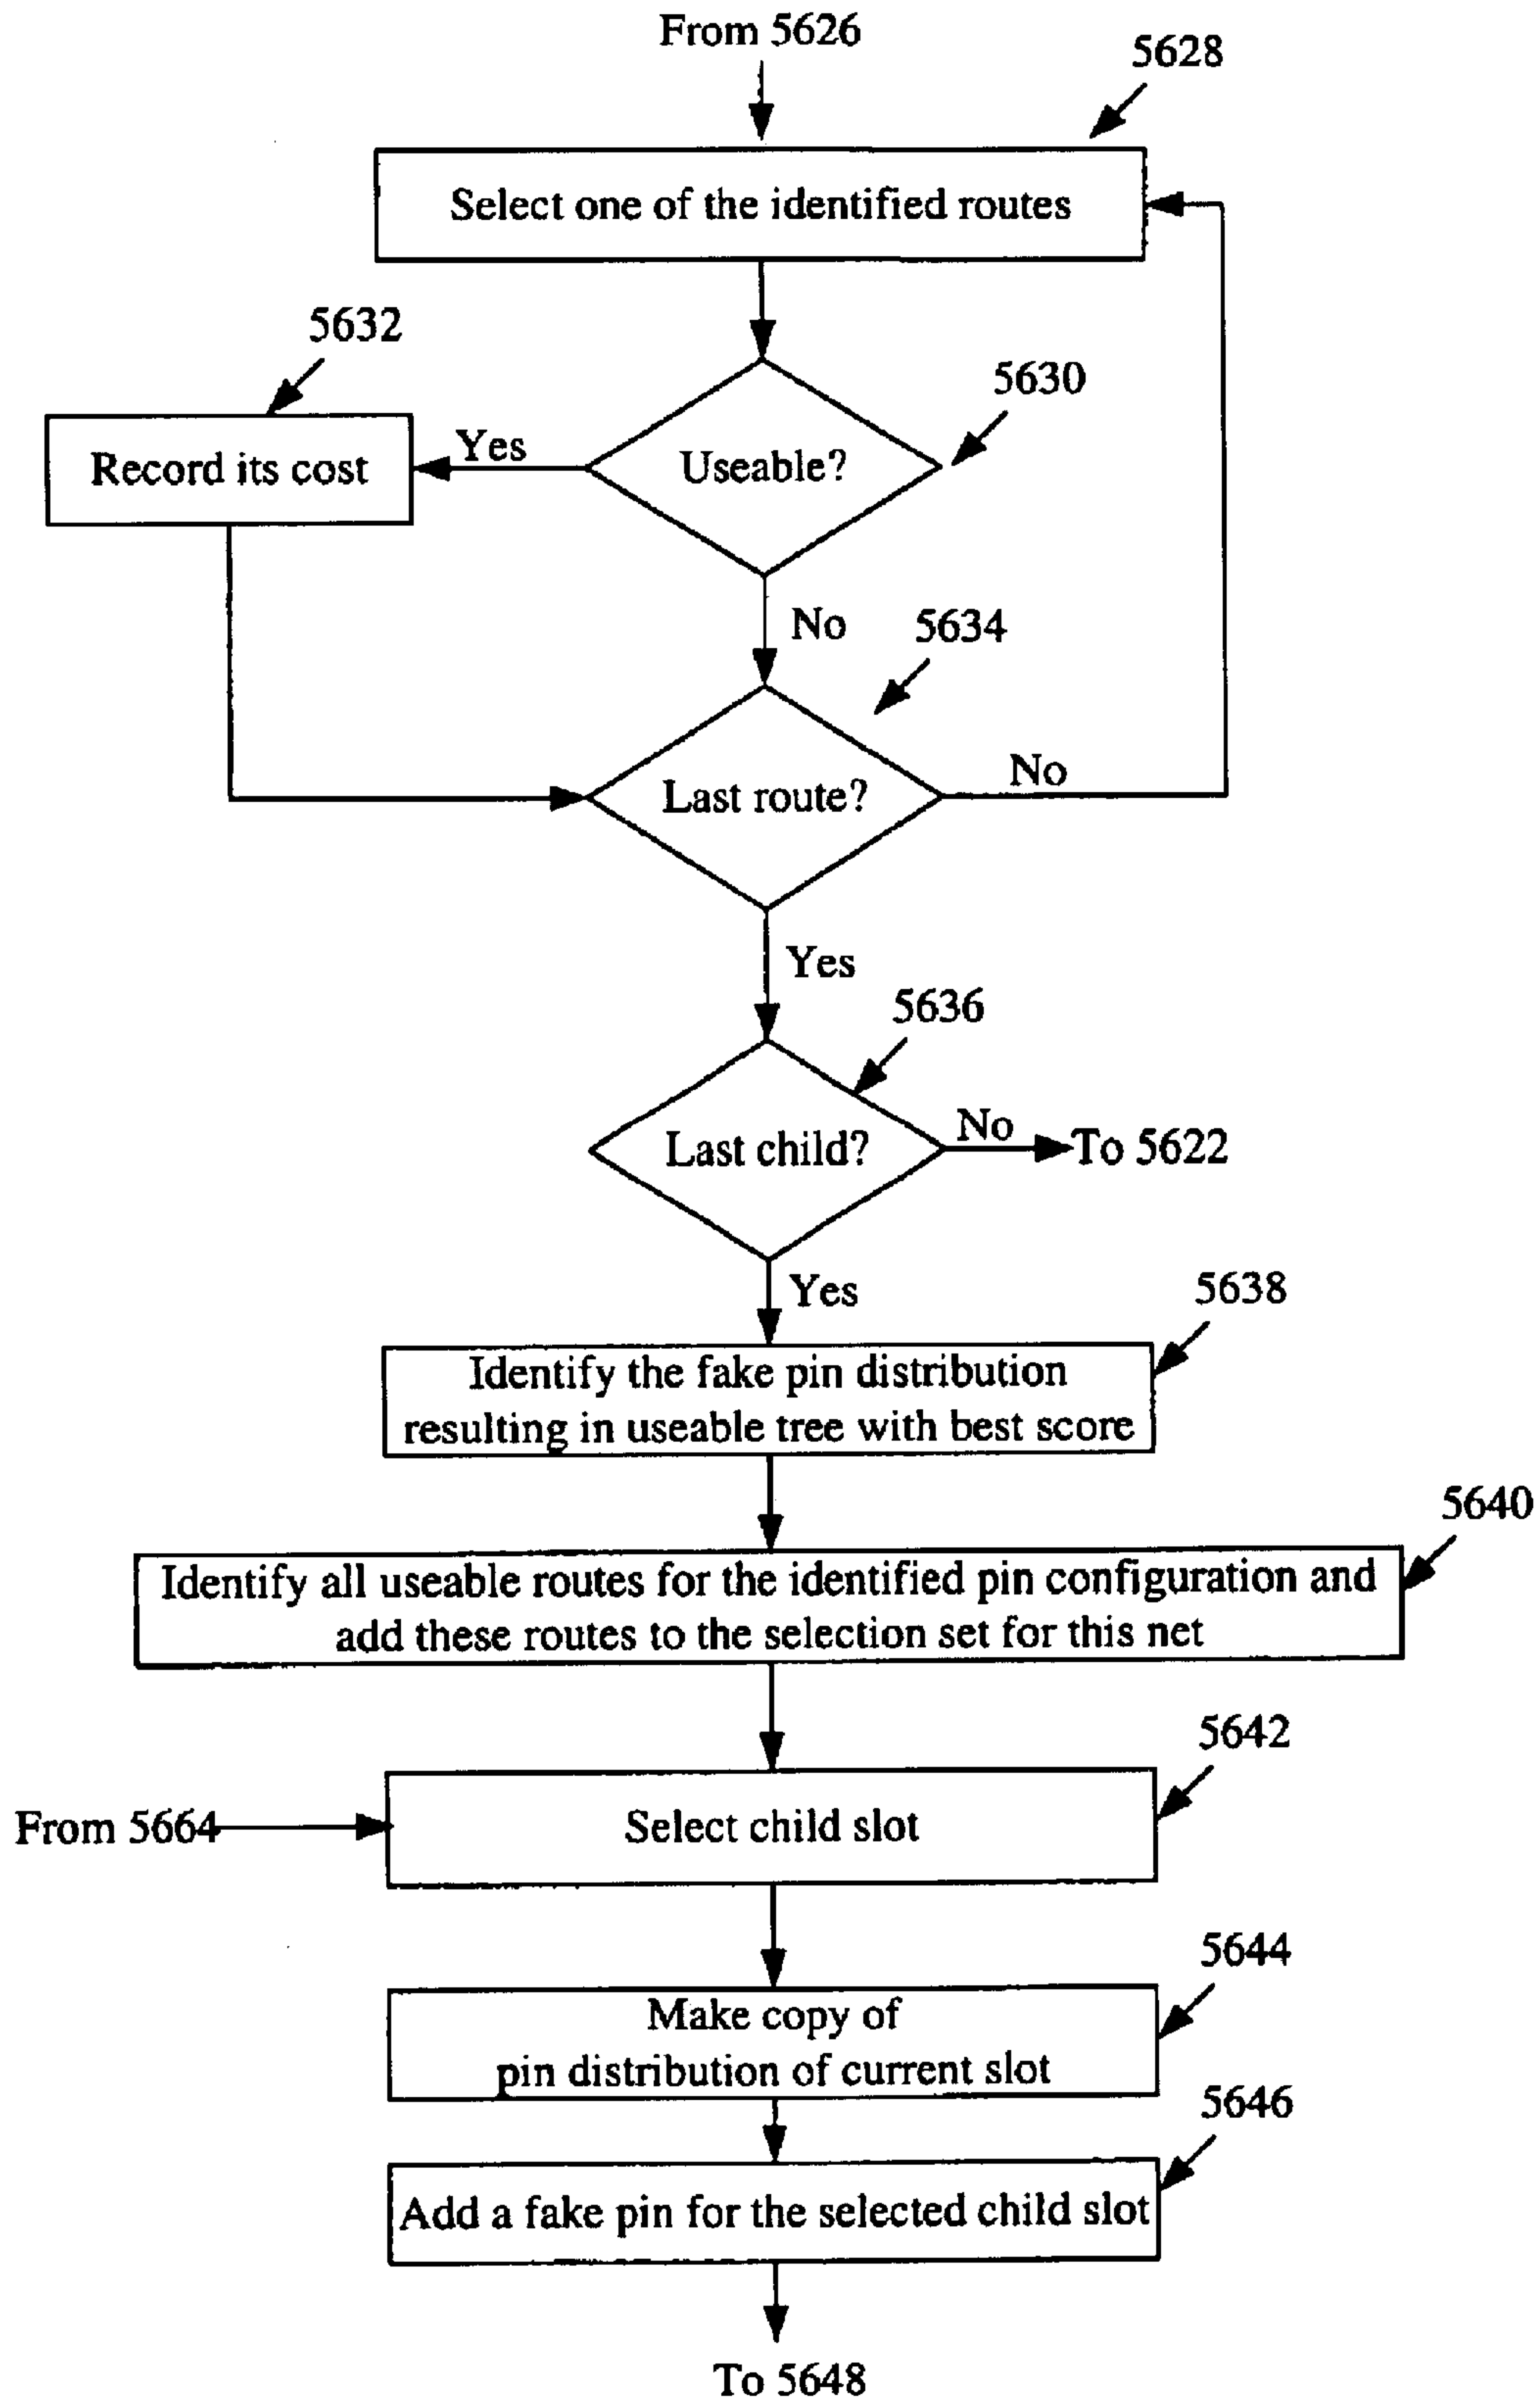 From 5626
5628
Select one of the identified routes
5632
5630
Record its cost
Yes
Useable?
No
5634
Last route?
No
Yes
5636
Last child?
No
To 5622
Yes
5638
Identify the fake pin distribution
resulting in useable tree with best score
5640
Identify all useable routes for the identified pin configuration and
add these routes to the selection set for this net
5642
From 5664
Select child slot
5644
Make copy of
pin distribution of current slot
5646
Add a fake pin for the selected child slot
To 5648